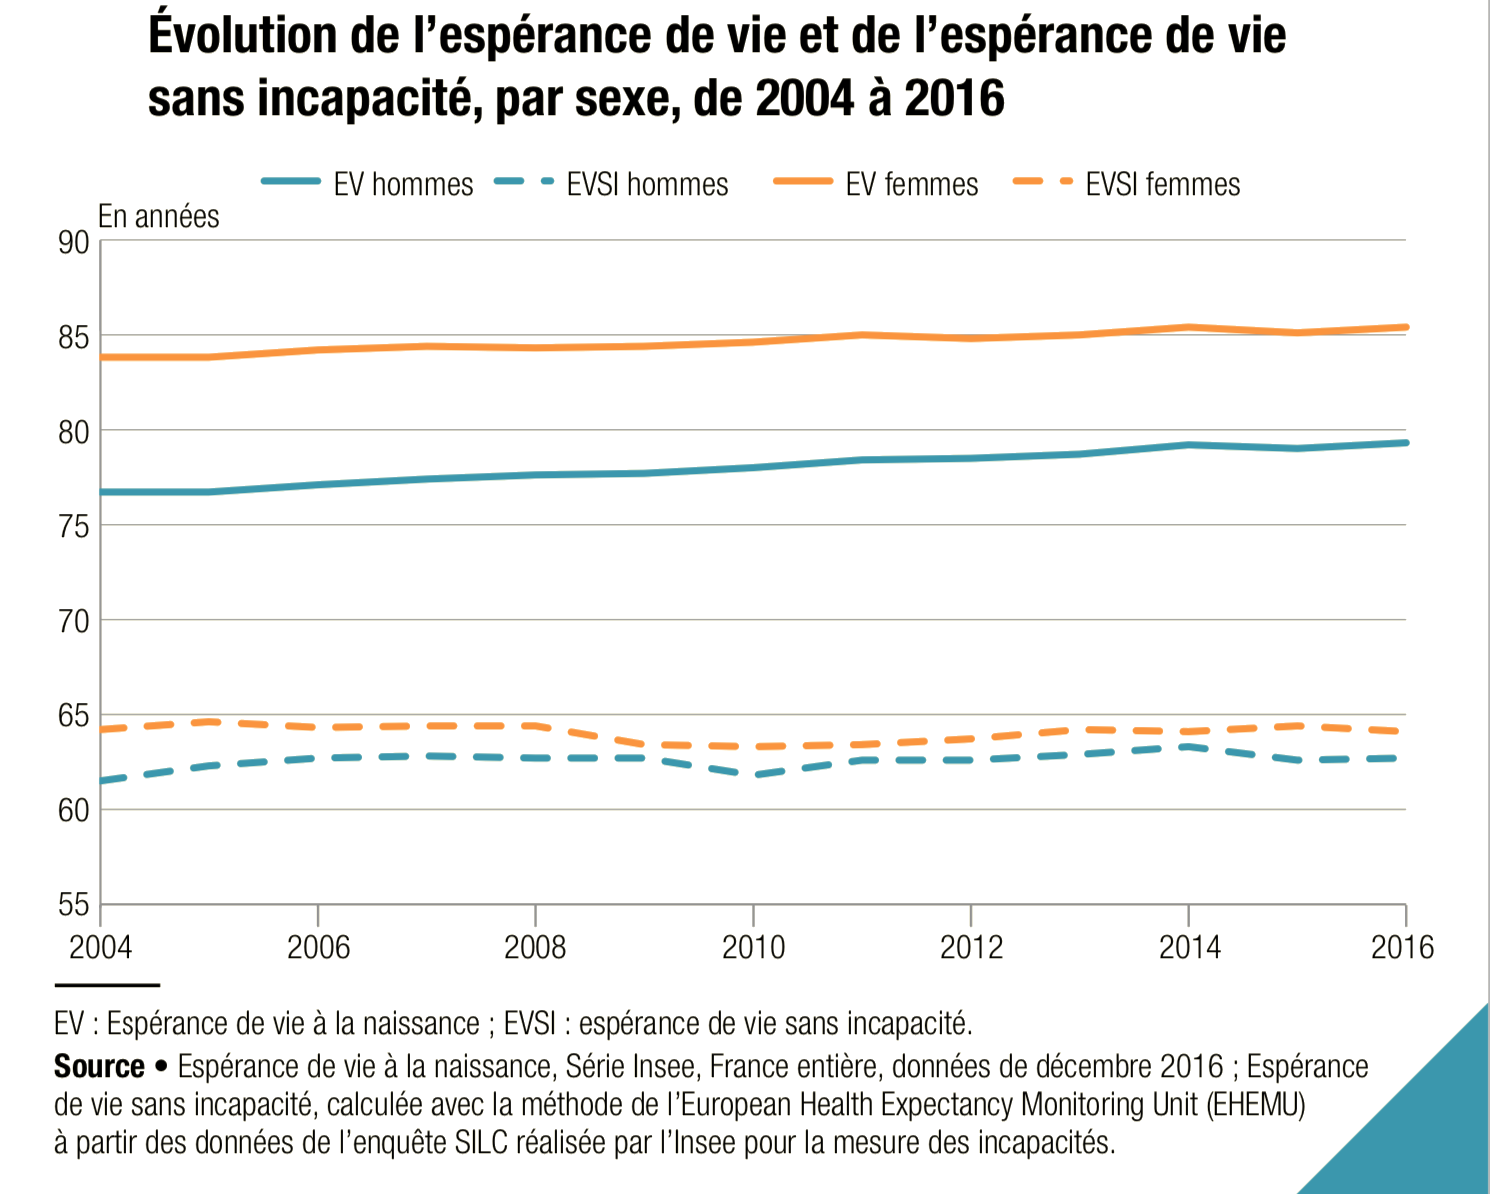 Évolution de l’espérance de vie et de l’espérance de vie
sans incapacité, par sexe, de 2004 à 2016
EV hommes EVSI hommes EV femmes EVSI femmes
En années
90
85
80
75
70
65
60
55
2004 2006 2008 2010 2012 2014 2016
EV : Espérance de vie à la naissance ; EVSI : espérance de vie sans incapacité.
Source • Espérance de vie à la naissance, Série Insee, France entière, données de décembre 2016 ; Espérance
de vie sans incapacité, calculée avec la méthode de l’European Health Expectancy Monitoring Unit (EHEMU)
à partir des données de l’enquête SILC réalisée par l’Insee pour la mesure des incapacités.